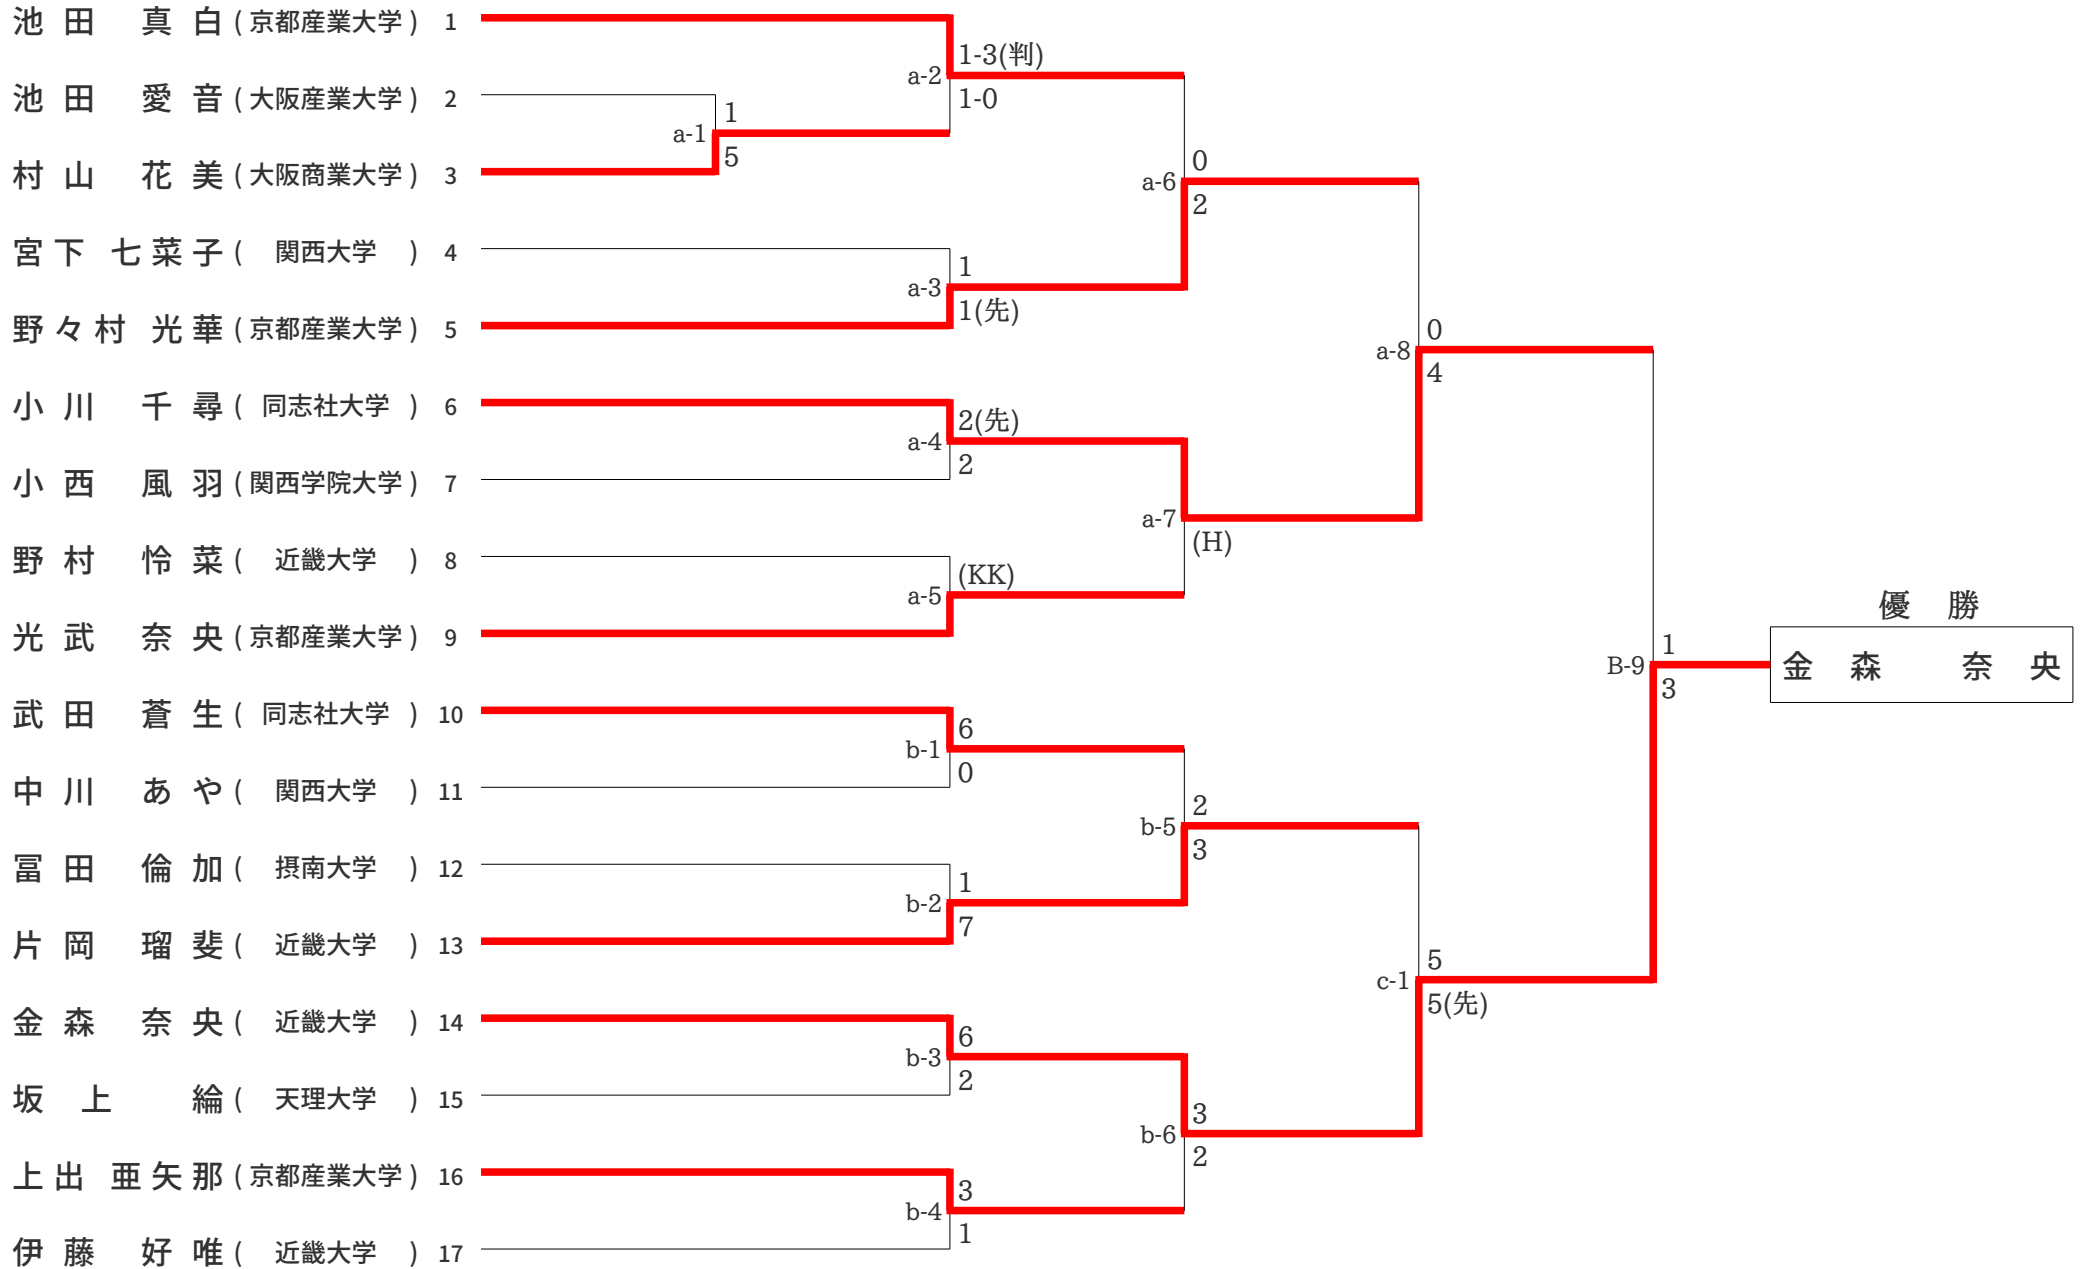 池田 真白 (京都産業大学) 1
池田 愛音 (大阪産業大学) 2
村山 花美 (大阪商業大学) 3
宮下 七菜子 (関西大学) 4
野々村 光華 (京都産業大学) 5
小川 千尋 (同志社大学) 6
小西 風羽 (関西学院大学) 7
野村 怜菜 (近畿大学) 8
光武 奈央 (京都産業大学) 9
武田 蒼生 (同志社大学) 10
中川 あや (関西大学) 11
冨田 倫加 (摂南大学) 12
片岡 瑠斐 (近畿大学) 13
金森 奈央 (近畿大学) 14
坂上 綸 (天理大学) 15
上出 亜矢那 (京都産業大学) 16
伊藤 好唯 (近畿大学) 17
a-1
1
5
a-2
1-3(判)
1-0
a-3
1
1(先)
a-4
2(先)
2
a-5
(KK)
b-1
6
0
b-2
1
7
b-3
6
2
b-4
3
1
a-6
0
2
a-7
(H)
b-5
2
3
b-6
3
2
a-8
0
4
c-1
5
5(先)
B-9
1
3
優 勝
金森 奈央